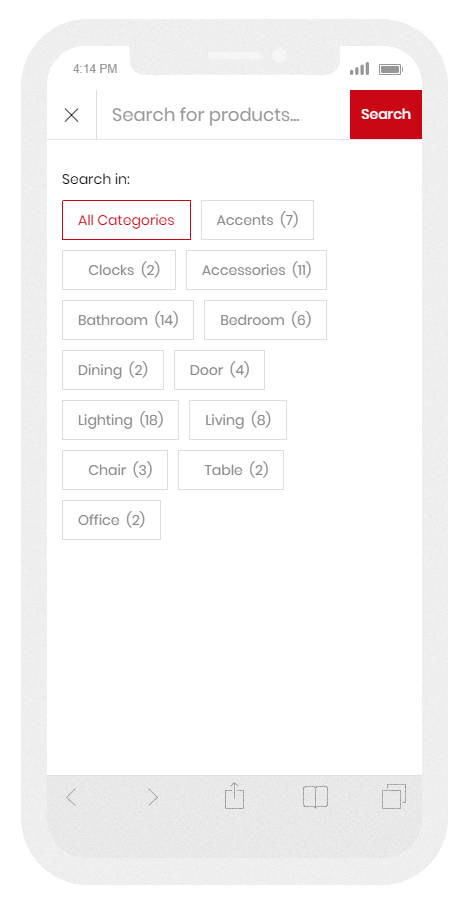 4:14 PM
Search for products... Search
Search in:
All Categories Accents (7)
Clocks (2) Accessories (11)
Bathroom (14) Bedroom (6)
Dining (2) Door (4)
Lighting (18) Living (8)
Chair (3) Table (2)
Office (2)